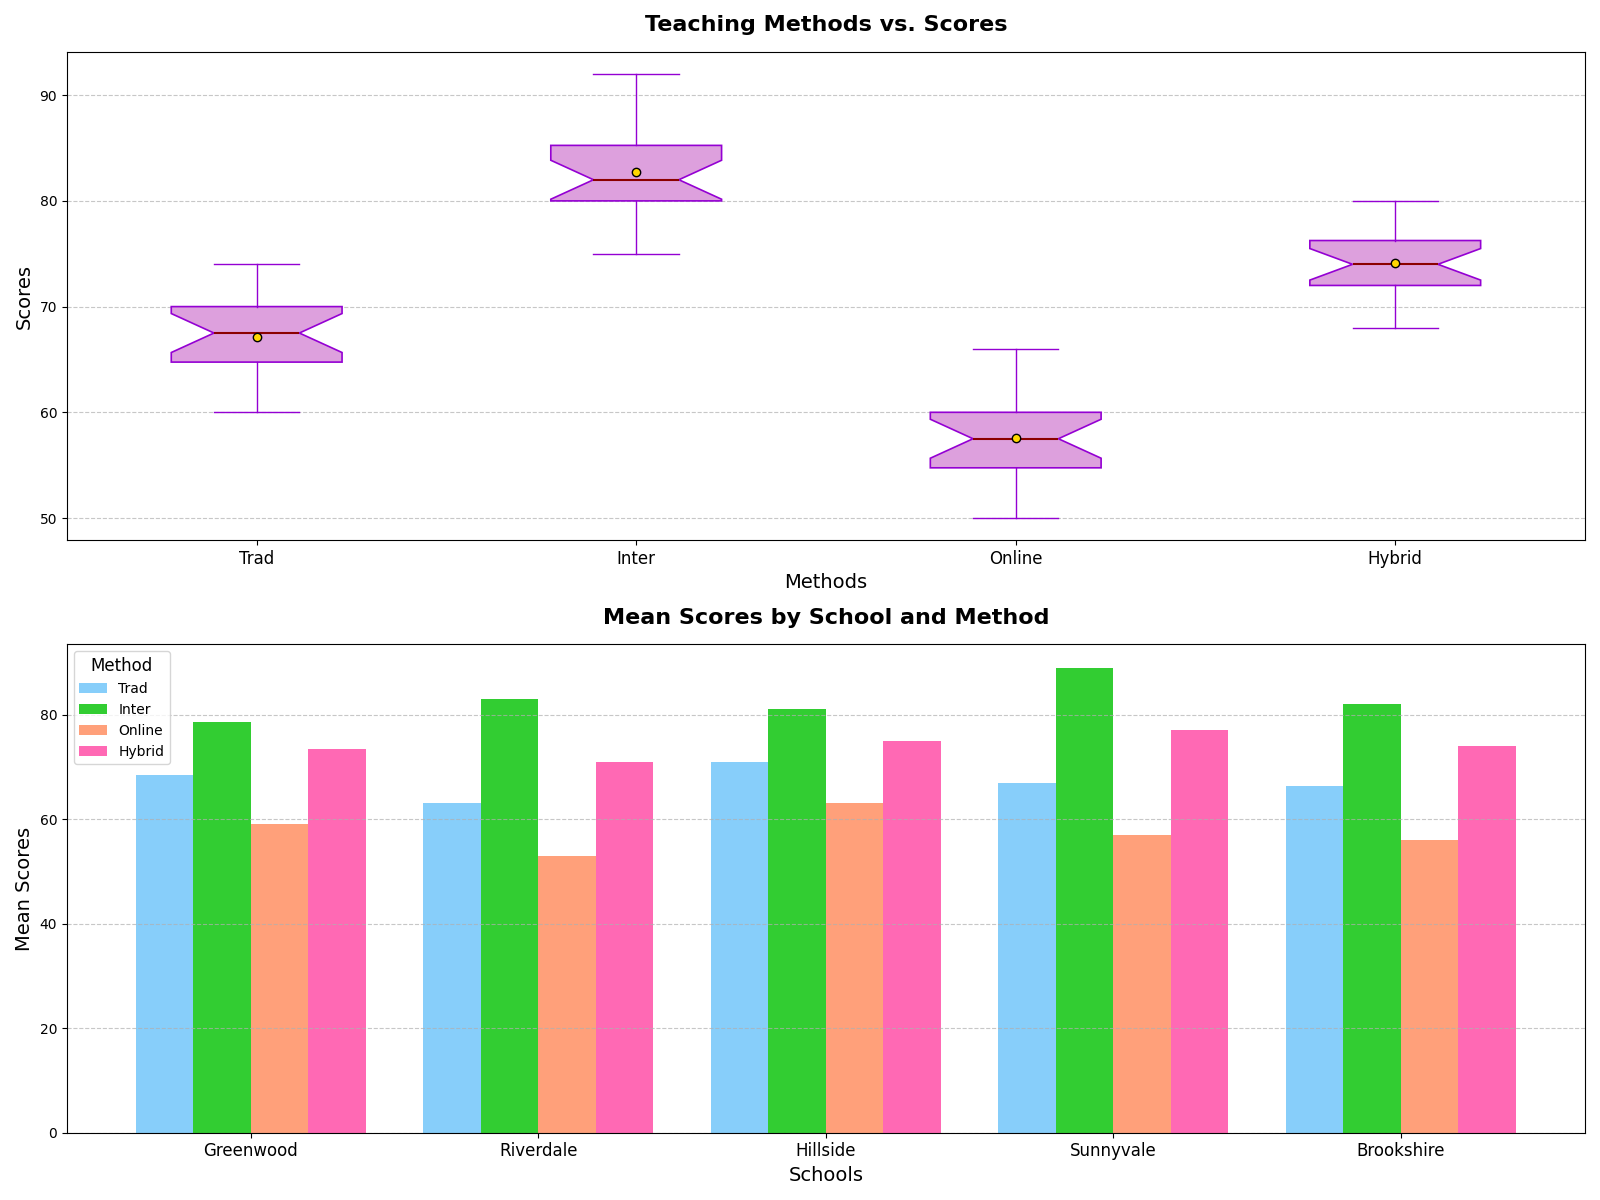 Teaching Methods vs. Scores
Scores
90
80
70
60
50
Trad Inter Online Hybrid
Methods
Mean Scores by School and Method
Mean Scores
80
60
40
20
0
Method
Trad
Inter
Online
Hybrid
Greenwood Riverdale Hillside Sunnyvale Brookshire
Schools